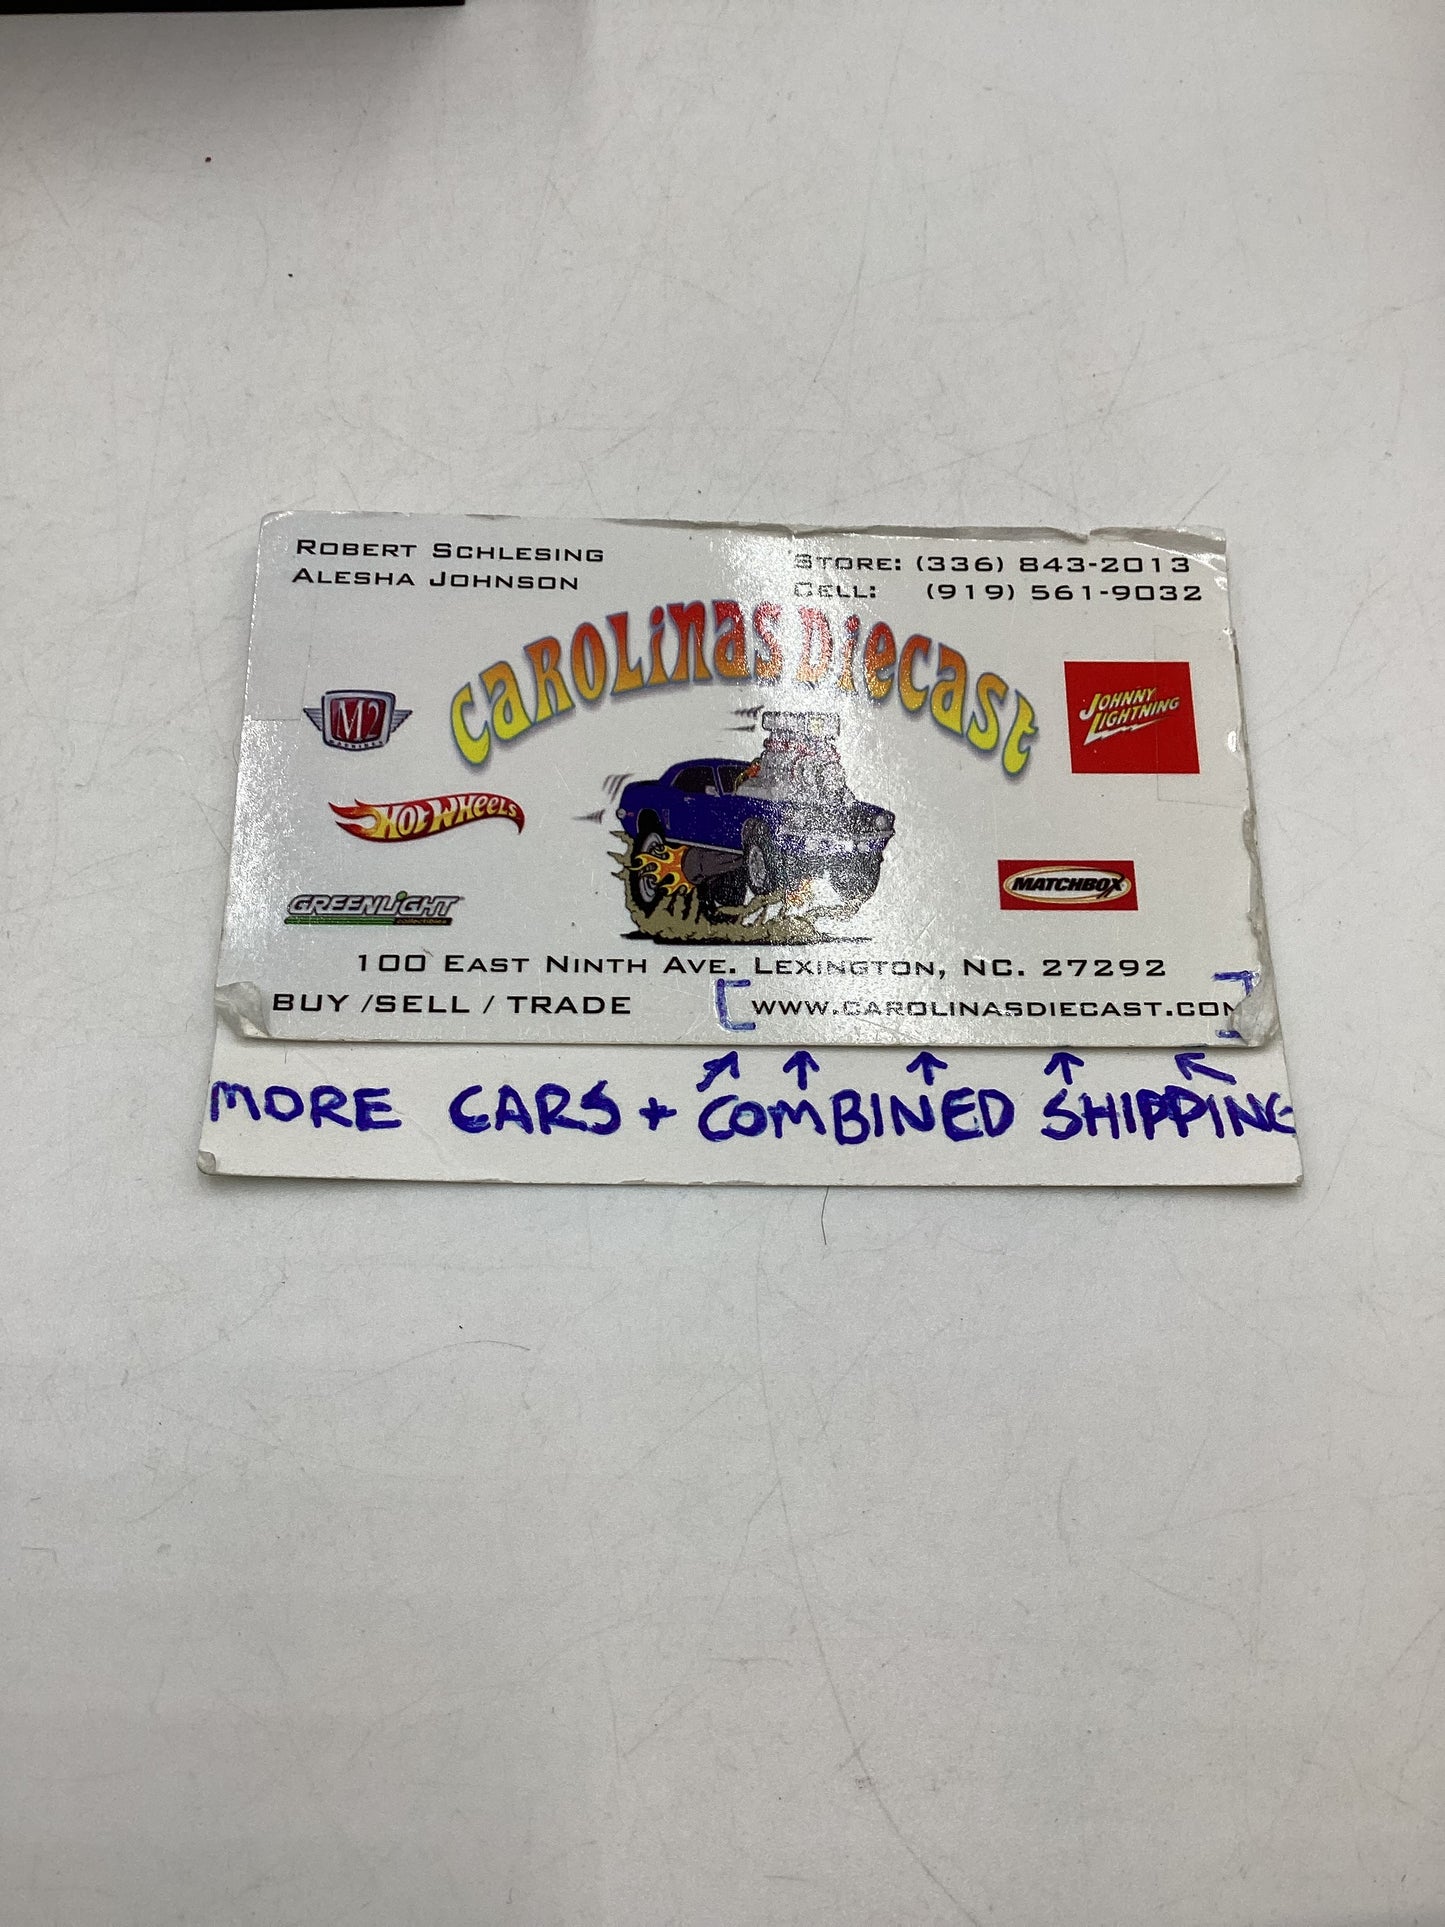 ROBERT SCHLESING
ALESHA JOHNSON
STORE: (336) 843-2013
CELL: (919) 561-9032
CAROLINAS DIECAST
M2
MACHINES
JOHNNY LIGHTNING
HOT WHEELS
GREENLIGHT
collectibles
MATCHBOX
100 EAST NINTH AVE. LEXINGTON, NC. 27292
BUY /SELL / TRADE
[WWW.CAROLINASDIECAST.COM]
MORE CARS + COMBINED SHIPPING